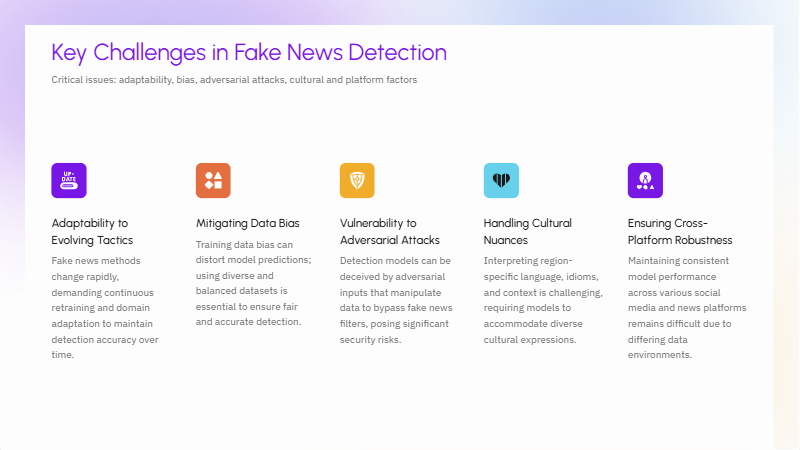 Key Challenges in Fake News Detection
Critical issues: adaptability, bias, adversarial attacks, cultural and platform factors
UP-
DATE
Adaptability to
Evolving Tactics
Fake news methods
change rapidly,
demanding continuous
retraining and domain
adaptation to maintain
detection accuracy over
time.
Mitigating Data Bias
Training data bias can
distort model predictions;
using diverse and
balanced datasets is
essential to ensure fair
and accurate detection.
Vulnerability to
Adversarial Attacks
Detection models can be
deceived by adversarial
inputs that manipulate
data to bypass fake news
filters, posing significant
security risks.
Handling Cultural
Nuances
Interpreting region-
specific language, idioms,
and context is challenging,
requiring models to
accommodate diverse
cultural expressions.
Ensuring Cross-
Platform Robustness
Maintaining consistent
model performance
across various social
media and news platforms
remains difficult due to
differing data
environments.